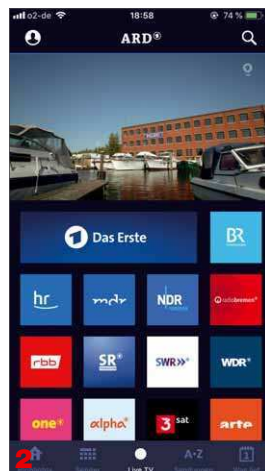 o2-de 18:58 74 %
ARD
Das Erste BR
hr mdr NDR radiobremen
rbb SR SWR» WDR
one alpha 3sat arte
2 Live TV A-Z